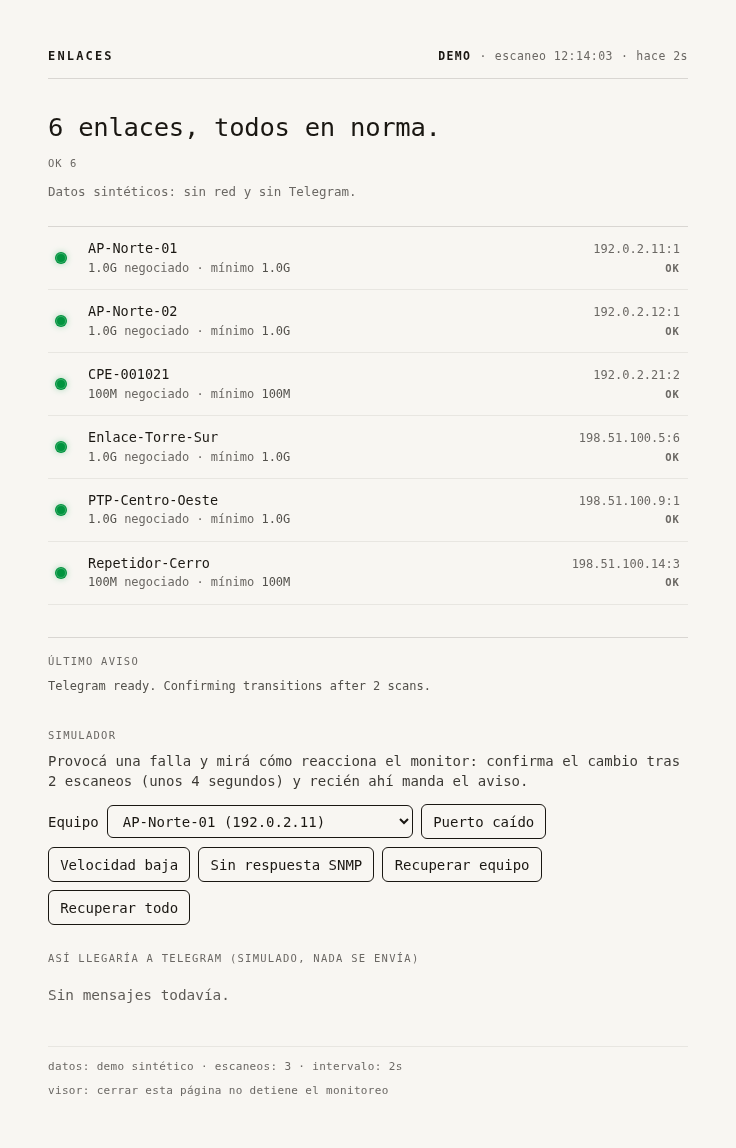 ENLACES
DEMO · escaneo 12:14:03 · hace 2s
6 enlaces, todos en norma.
OK 6
Datos sintéticos: sin red y sin Telegram.
AP-Norte-01
192.0.2.11:1
1.0G negociado · mínimo 1.0G
OK
AP-Norte-02
192.0.2.12:1
1.0G negociado · mínimo 1.0G
OK
CPE-001021
192.0.2.21:2
100M negociado · mínimo 100M
OK
Enlace-Torre-Sur
198.51.100.5:6
1.0G negociado · mínimo 1.0G
OK
PTP-Centro-Oeste
198.51.100.9:1
1.0G negociado · mínimo 1.0G
OK
Repetidor-Cerro
198.51.100.14:3
100M negociado · mínimo 100M
OK
ÚLTIMO AVISO
Telegram ready. Confirming transitions after 2 scans.
SIMULADOR
Provocá una falla y mirá cómo reacciona el monitor: confirma el cambio tras
2 escaneos (unos 4 segundos) y recién ahí manda el aviso.
Equipo AP-Norte-01 (192.0.2.11) Puerto caído
Velocidad baja Sin respuesta SNMP Recuperar equipo
Recuperar todo
ASÍ LLEGARÍA A TELEGRAM (SIMULADO, NADA SE ENVÍA)
Sin mensajes todavía.
datos: demo sintético · escaneos: 3 · intervalo: 2s
visor: cerrar esta página no detiene el monitoreo